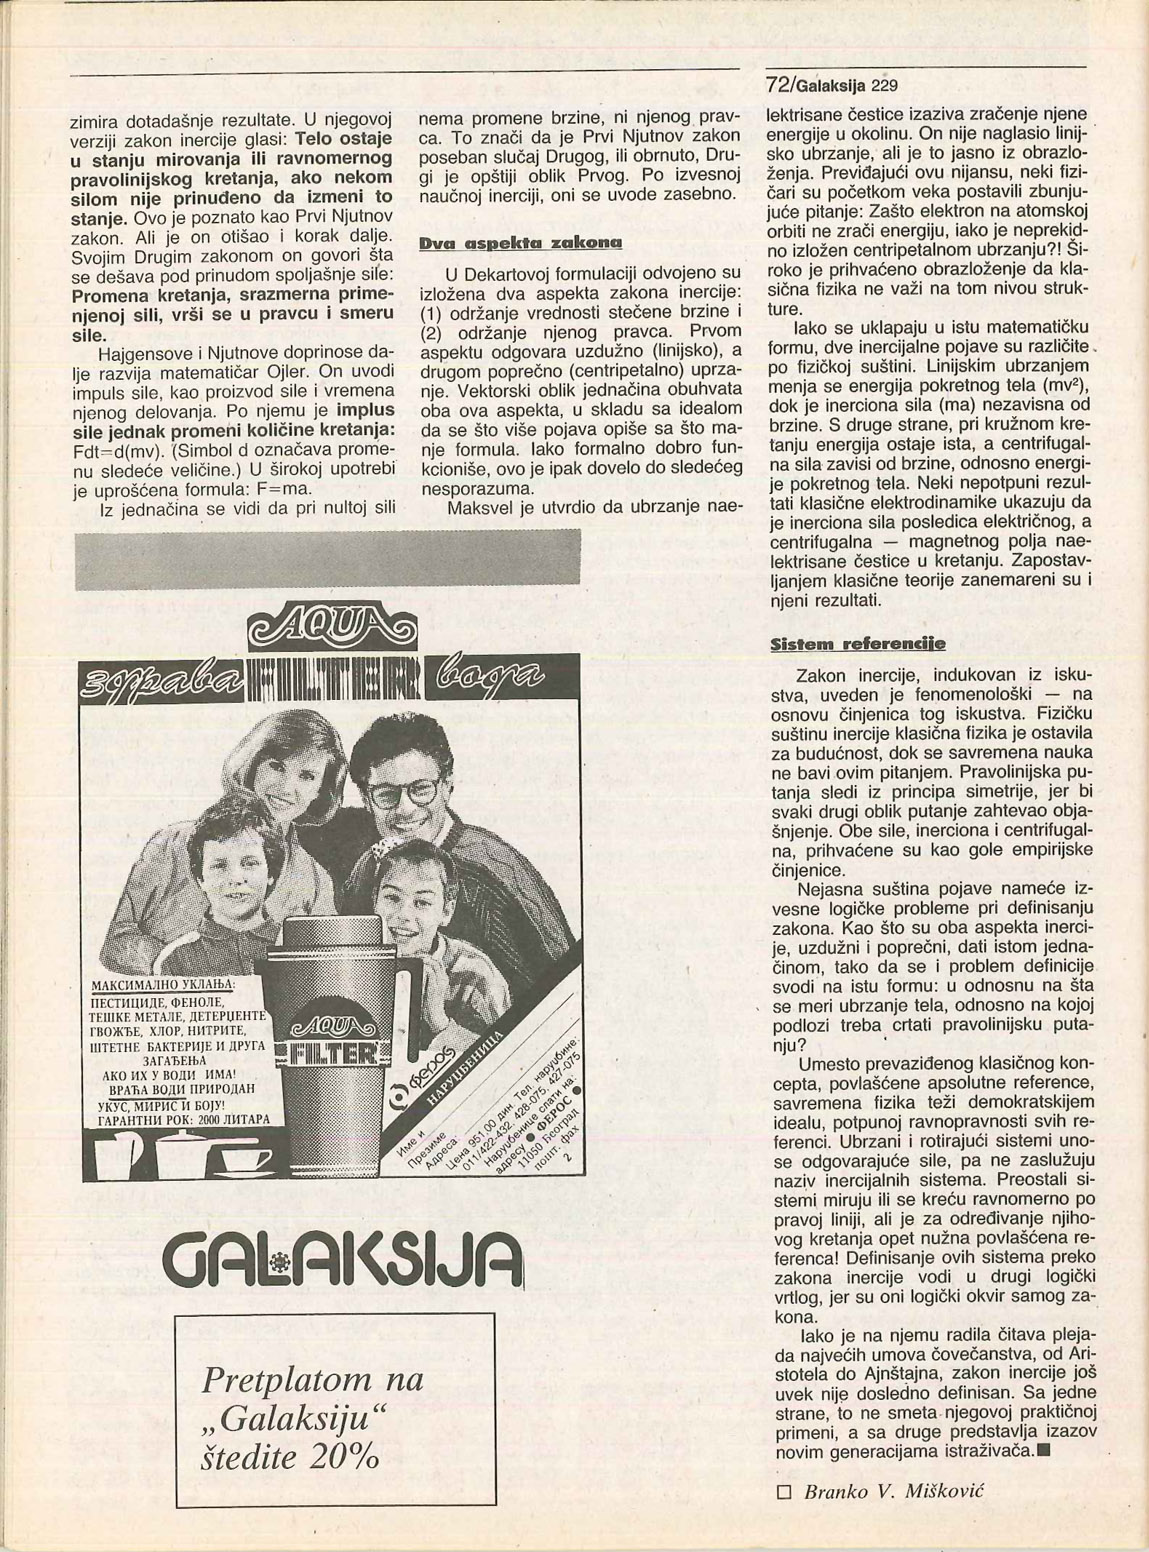 72/Galaksija 229
zimira dotadašnje rezultate. U njegovoj
verziji zakon inercije glasi: Telo ostaje
u stanju mirovanja ili ravnomernog
pravolinijskog kretanja, ako nekom
silom nije prinuđeno da izmeni to
stanje. Ovo je poznato kao Prvi Njutnov
zakon. Ali je on otišao i korak dalje.
Svojim Drugim zakonom on govori šta
se dešava pod prinudom spoljašnje sile:
Promena kretanja, srazmerna prime-
njenoj sili, vrši se u pravcu i smeru
sile.
Hajgensove i Njutnove doprinose da-
lje razvija matematičar Ojler. On uvodi
impuls sile, kao proizvod sile i vremena
njenog delovanja. Po njemu je implus
sile jednak promeni količine kretanja:
Fdt=d(mv). (Simbol d označava prome-
nu sledeće veličine.) U širokoj upotrebi
je uprošćena formula: F=ma.
Iz jednačina se vidi da pri nultoj sili
nema promene brzine, ni njenog prav-
ca. To znači da je Prvi Njutnov zakon
poseban slučaj Drugog, ili obrnuto, Dru-
gi je opštiji oblik Prvog. Po izvesnoj
naučnoj inerciji, oni se uvode zasebno.
Dva aspekta zakona
U Dekartovoj formulaciji odvojeno su
izložena dva aspekta zakona inercije:
(1) održanje vrednosti stečene brzine i
(2) održanje njenog pravca. Prvom
aspektu odgovara uzdužno (linijsko), a
drugom poprečno (centripetalno) uprza-
nje. Vektorski oblik jednačina obuhvata
oba ova aspekta, u skladu sa idealom
da se što više pojava opiše sa što ma-
nje formula. Iako formalno dobro fun-
kcioniše, ovo je ipak dovelo do sledećeg
nesporazuma.
Maksvel je utvrdio da ubrzanje nae-
lektrisane čestice izaziva zračenje njene
energije u okolinu. On nije naglasio linij-
sko ubrzanje, ali je to jasno iz obrazlo-
ženja. Previđajući ovu nijansu, neki fizi-
čari su početkom veka postavili zbunju-
juće pitanje: Zašto elektron na atomskoj
orbiti ne zrači energiju, iako je neprekid-
no izložen centripetalnom ubrzanju?! Ši-
roko je prihvaćeno obrazloženje da kla-
sična fizika ne važi na tom nivou struk-
ture.
Iako se uklapaju u istu matematičku
formu, dve inercijalne pojave su različite
po fizičkoj suštini. Linijskim ubrzanjem
menja se energija pokretnog tela (mv²),
dok je inerciona sila (ma) nezavisna od
brzine. S druge strane, pri kružnom kre-
tanju energija ostaje ista, a centrifugal-
na sila zavisi od brzine, odnosno energi-
je pokretnog tela. Neki nepotpuni rezul-
tati klasične elektrodinamike ukazuju da
je inerciona sila posledica električnog, a
centrifugalna — magnetnog polja nae-
lektrisane čestice u kretanju. Zapostav-
ljanjem klasične teorije zanemareni su i
njeni rezultati.
Sistem referencije
Zakon inercije, indukovan iz isku-
stva, uveden je fenomenološki — na
osnovu činjenica tog iskustva. Fizičku
suštinu inercije klasična fizika je ostavila
za budućnost, dok se savremena nauka
ne bavi ovim pitanjem. Pravolinijska pu-
tanja sledi iz principa simetrije, jer bi
svaki drugi oblik putanje zahtevao obja-
šnjenje. Obe sile, inerciona i centrifugal-
na, prihvaćene su kao gole empirijske
činjenice.
Nejasna suština pojave nameće iz-
vesne logičke probleme pri definisanju
zakona. Kao što su oba aspekta inerci-
je, uzdužni i poprečni, dati istom jedna-
činom, tako da se i problem definicije
svodi na istu formu: u odnosnu na šta
se meri ubrzanje tela, odnosno na kojoj
podlozi treba crtati pravolinijsku puta-
nju?
Umesto prevaziđenog klasičnog kon-
cepta, povlašćene apsolutne reference,
savremena fizika teži demokratskijem
idealu, potpunoj ravnopravnosti svih re-
ferenci. Ubrzani i rotirajući sistemi uno-
se odgovarajuće sile, pa ne zaslužuju
naziv inercijalnih sistema. Preostali si-
stemi miruju ili se kreću ravnomerno po
pravoj liniji, ali je za određivanje njiho-
vog kretanja opet nužna povlašćena re-
ferenca! Definisanje ovih sistema preko
zakona inercije vodi u drugi logički
vrtlog, jer su oni logički okvir samog za-
kona.
Iako je na njemu radila čitava pleja-
da najvećih umova čovečanstva, od Ari-
stotela do Ajnštajna, zakon inercije još
uvek nije dosledno definisan. Sa jedne
strane, to ne smeta njegovoj praktičnoj
primeni, a sa druge predstavlja izazov
novim generacijama istraživača.■
□ Branko V. Mišković
AQUA
здрава FILTER вода
МАКСИМАЛНО УКЛАЊА:
ПЕСТИЦИДЕ, ФЕНОЛЕ,
ТЕШКЕ МЕТАЛЕ, ДЕТЕРЏЕНТЕ
ГВОЖЂЕ, ХЛОР, НИТРИТЕ,
ШТЕТНЕ БАКТЕРИЈЕ И ДРУГА
ЗАГАЂЕЊА
АКО ИХ У ВОДИ ИМА!
ВРАЋА ВОДИ ПРИРОДАН
УКУС, МИРИС И БОЈУ!
ГАРАНТНИ РОК: 2000 ЛИТАРА
AQUA
FILTER
ферос
НАРУЏБЕНИЦА
Име и
Презиме
Адреса:
Цена 951,00 дин. Тел. наруџбине:
011/422-432, 428-075, 427-075
Наруџбенице слати на
адресу ● ФЕРОС ●
11050 Београд
пошт. фах
2
GALAKSIJA
Pretplatom na
„Galaksiju“
štedite 20%